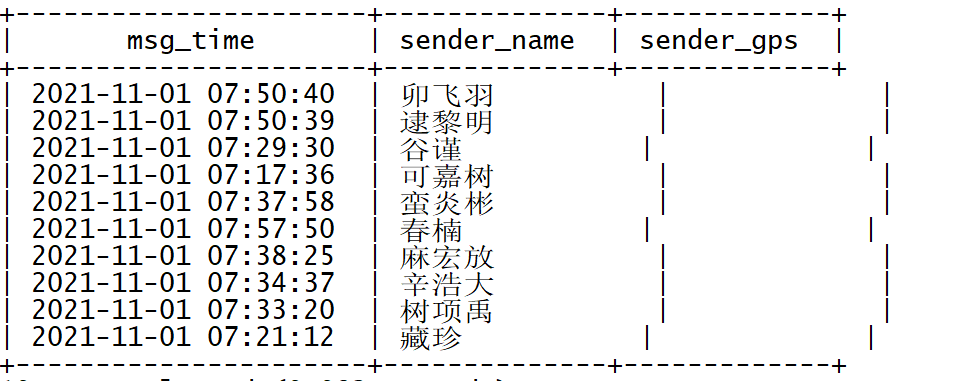 +----------------------+--------------+-------------+
| msg_time | sender_name | sender_gps |
+----------------------+--------------+-------------+
| 2021-11-01 07:50:40 | 卯飞羽 | |
| 2021-11-01 07:50:39 | 逮黎明 | |
| 2021-11-01 07:29:30 | 谷谨 | |
| 2021-11-01 07:17:36 | 可嘉树 | |
| 2021-11-01 07:37:58 | 蛮炎彬 | |
| 2021-11-01 07:57:50 | 春楠 | |
| 2021-11-01 07:38:25 | 麻宏放 | |
| 2021-11-01 07:34:37 | 辛浩大 | |
| 2021-11-01 07:33:20 | 树项禹 | |
| 2021-11-01 07:21:12 | 藏珍 | |
+----------------------+--------------+-------------+